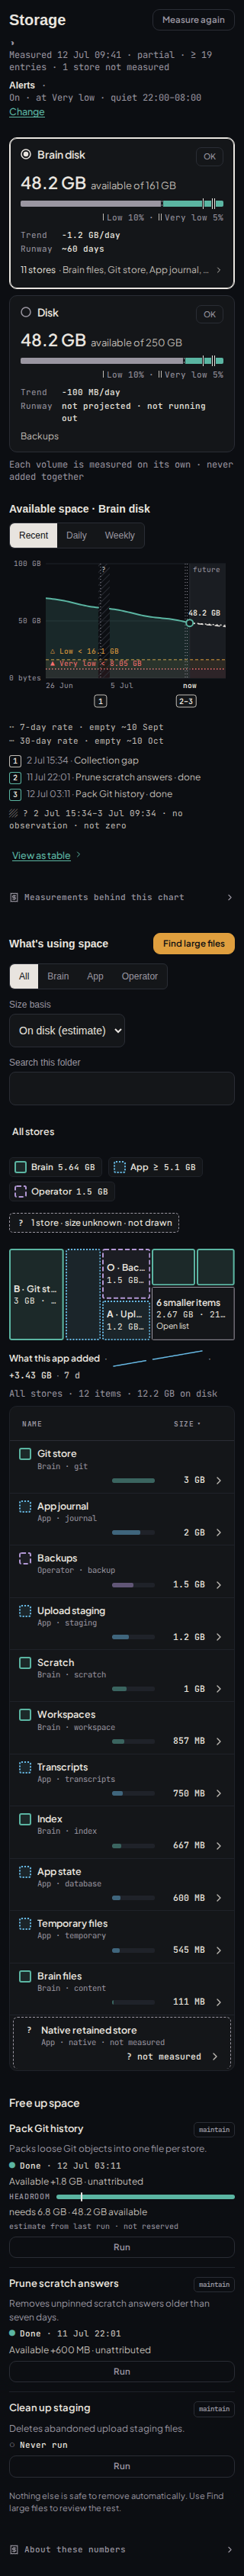 Storage
Measure again
Measured 12 Jul 09:41 · partial · ≥ 19
entries · 1 store not measured
Alerts ·
On · at Very low · quiet 22:00–08:00
Change
Brain disk
OK
48.2 GB available of 161 GB
Low 10% · Very low 5%
Trend -1.2 GB/day
Runway ~60 days
11 stores · Brain files, Git store, App journal, …
Disk
OK
48.2 GB available of 250 GB
Low 10% · Very low 5%
Trend -100 MB/day
Runway not projected · not running
out
Backups
Each volume is measured on its own · never
added together
Available space · Brain disk
Recent Daily Weekly
100 GB
?
future
50 GB
48.2 GB
△ Low < 16.1 GB
▲ Very low < 8.05 GB
0 bytes
26 Jun 5 Jul now
1 2–3
7-day rate · empty ~10 Sept
30-day rate · empty ~10 Oct
1 2 Jul 15:34 · Collection gap
2 11 Jul 22:01 · Prune scratch answers · done
3 12 Jul 03:11 · Pack Git history · done
? 2 Jul 15:34–3 Jul 09:34 · no
observation · not zero
View as table
Measurements behind this chart
What's using space
Find large files
All Brain App Operator
Size basis
On disk (estimate)
Search this folder
All stores
Brain 5.64 GB
App ≥ 5.1 GB
Operator 1.5 GB
? 1 store · size unknown · not drawn
B · Git st…
3 GB · …
O · Bac…
1.5 GB…
A · Upl…
1.2 GB…
6 smaller items
2.67 GB · 21…
Open list
What this app added ·
+3.43 GB · 7 d
All stores · 12 items · 12.2 GB on disk
NAME SIZE
Git store
Brain · git
3 GB
App journal
App · journal
2 GB
Backups
Operator · backup
1.5 GB
Upload staging
App · staging
1.2 GB
Scratch
Brain · scratch
1 GB
Workspaces
Brain · workspace
857 MB
Transcripts
App · transcripts
750 MB
Index
Brain · index
667 MB
App state
App · database
600 MB
Temporary files
App · temporary
545 MB
Brain files
Brain · content
111 MB
? Native retained store
App · native · not measured
? not measured
Free up space
Pack Git history
maintain
Packs loose Git objects into one file per store.
Done · 12 Jul 03:11
Available +1.8 GB · unattributed
HEADROOM
needs 6.8 GB · 48.2 GB available
estimate from last run · not reserved
Run
Prune scratch answers
maintain
Removes unpinned scratch answers older than
seven days.
Done · 11 Jul 22:01
Available +600 MB · unattributed
Run
Clean up staging
maintain
Deletes abandoned upload staging files.
Never run
Run
Nothing else is safe to remove automatically. Use Find
large files to review the rest.
About these numbers